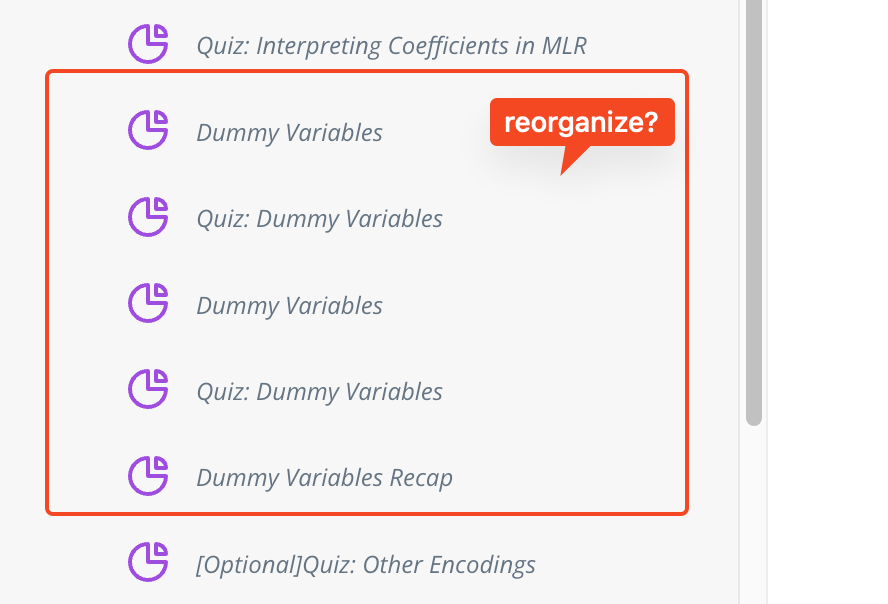 Quiz: Interpreting Coefficients in MLR
reorganize?
Dummy Variables
Quiz: Dummy Variables
Dummy Variables
Quiz: Dummy Variables
Dummy Variables Recap
[Optional]Quiz: Other Encodings